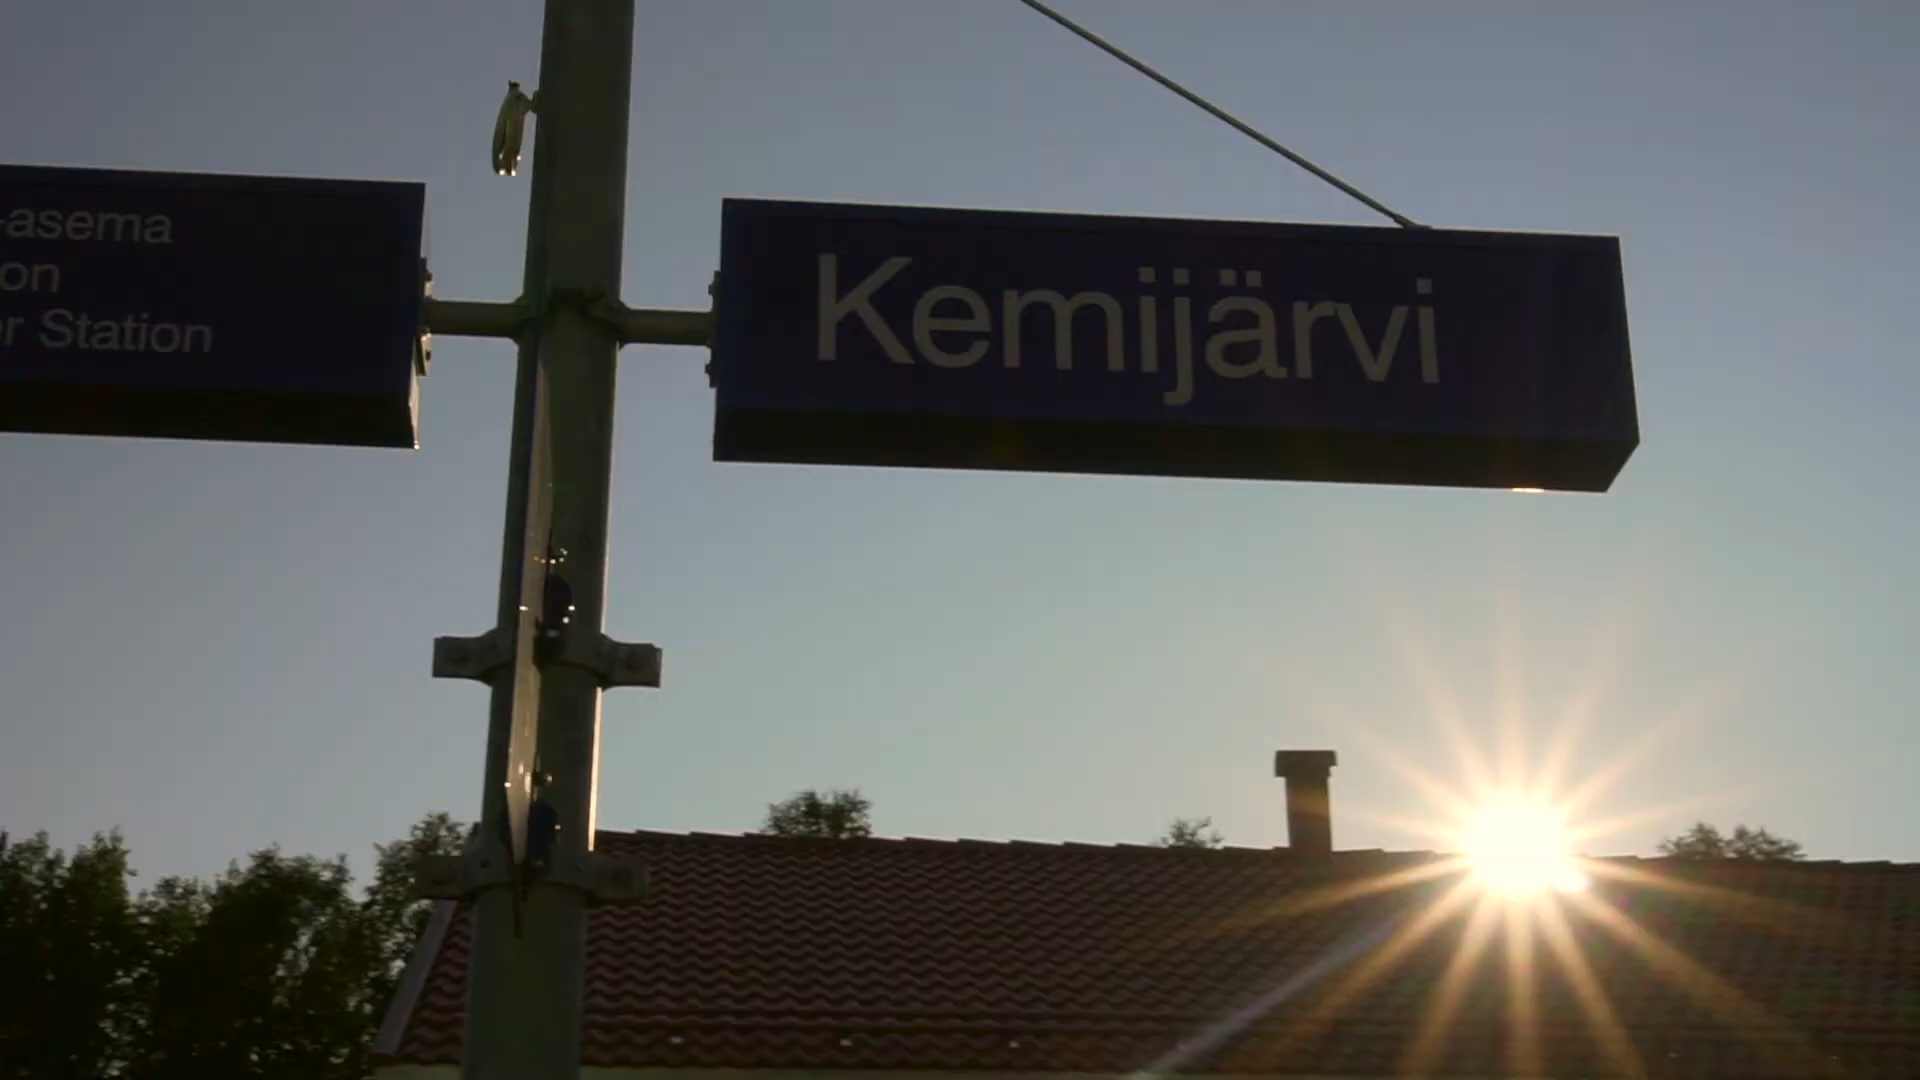 -asema
on
r Station
Kemijärvi